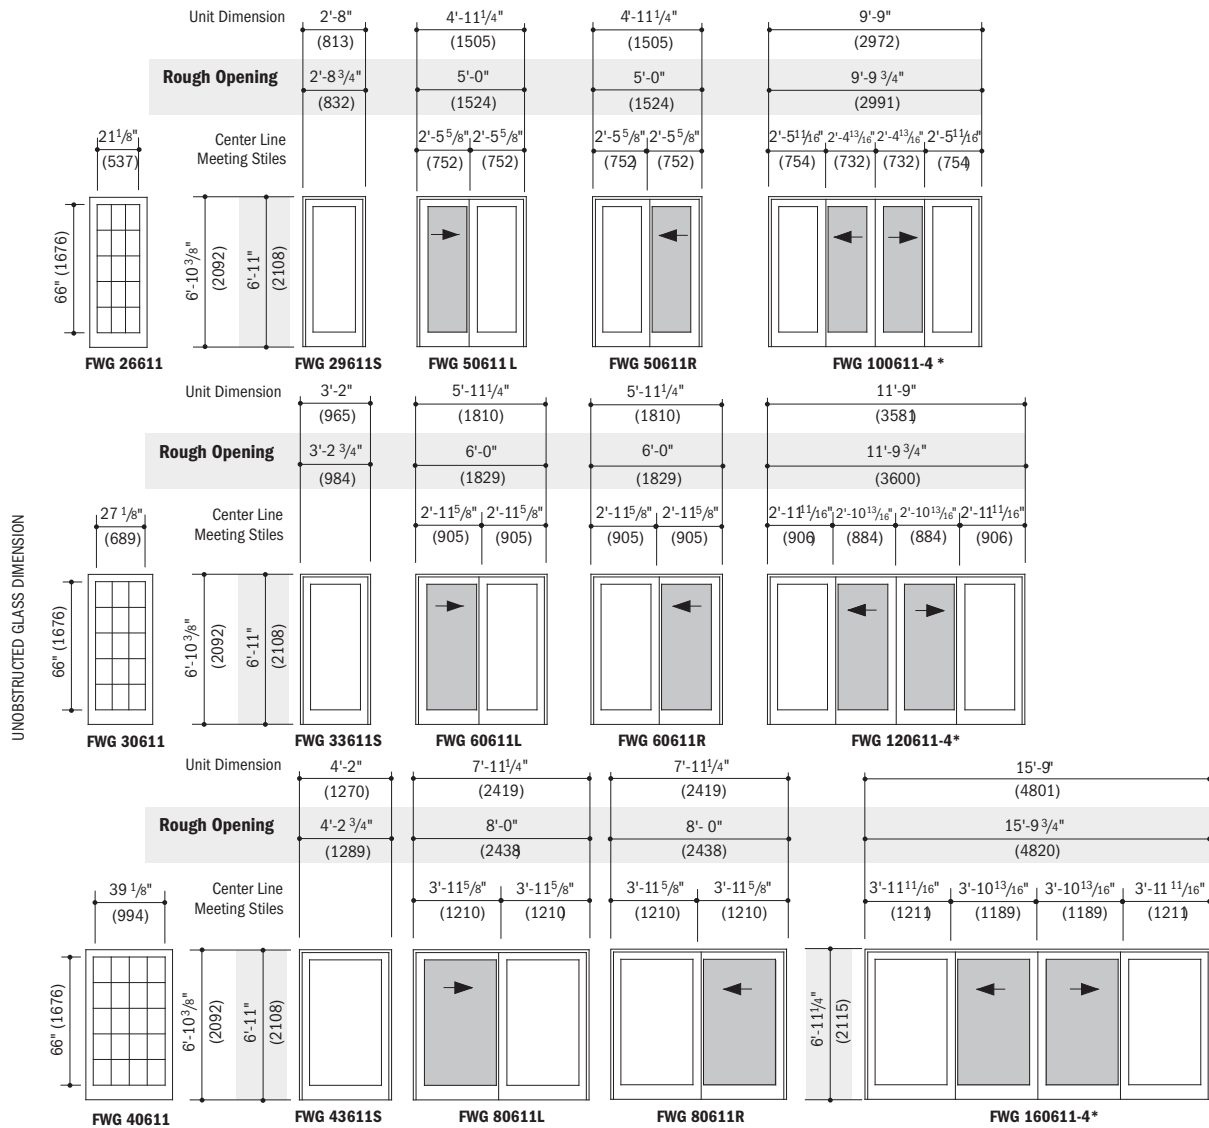 Unit Dimension 2'-8" 4'-11 1/4" 4'-11 1/4" 9'-9"
(813) (1505) (1505) (2972)
Rough Opening 2'-8 3/4" 5'-0" 5'-0" 9'-9 3/4"
(832) (1524) (1524) (2991)
21 1/8" Center Line 2'-5 5/8" 2'-5 5/8" 2'-5 5/8" 2'-5 5/8" 2'-5 11/16" 2'-4 13/16" 2'-4 13/16" 2'-5 11/16"
(537) Meeting Stiles (752) (752) (752) (752) (754) (732) (732) (754)
66" (1676) 6'-10 3/8" (2092) 6'-11" (2108)
FWG 26611 FWG 29611S FWG 50611 L FWG 50611R FWG 100611-4 *
Unit Dimension 3'-2" 5'-11 1/4" 5'-11 1/4" 11'-9"
(965) (1810) (1810) (3581)
Rough Opening 3'-2 3/4" 6'-0" 6'-0" 11'-9 3/4"
(984) (1829) (1829) (3600)
27 1/8" Center Line 2'-11 5/8" 2'-11 5/8" 2'-11 5/8" 2'-11 5/8" 2'-11 11/16" 2'-10 13/16" 2'-10 13/16" 2'-11 11/16"
(689) Meeting Stiles (905) (905) (905) (905) (906) (884) (884) (906)
UNOBSTRUCTED GLASS DIMENSION
66" (1676) 6'-10 3/8" (2092) 6'-11" (2108)
FWG 30611 FWG 33611S FWG 60611L FWG 60611R FWG 120611-4*
Unit Dimension 4'-2" 7'-11 1/4" 7'-11 1/4" 15'-9"
(1270) (2419) (2419) (4801)
Rough Opening 4'-2 3/4" 8'-0" 8'- 0" 15'-9 3/4"
(1289) (2438) (2438) (4820)
39 1/8" Center Line 3'-11 5/8" 3'-11 5/8" 3'-11 5/8" 3'-11 5/8" 3'-11 11/16" 3'-10 13/16" 3'-10 13/16" 3'-11 11/16"
(994) Meeting Stiles (1210) (1210) (1210) (1210) (1211) (1189) (1189) (1211)
66" (1676) 6'-10 3/8" (2092) 6'-11" (2108) 6'-11 1/4" (2115)
FWG 40611 FWG 43611S FWG 80611L FWG 80611R FWG 160611-4*